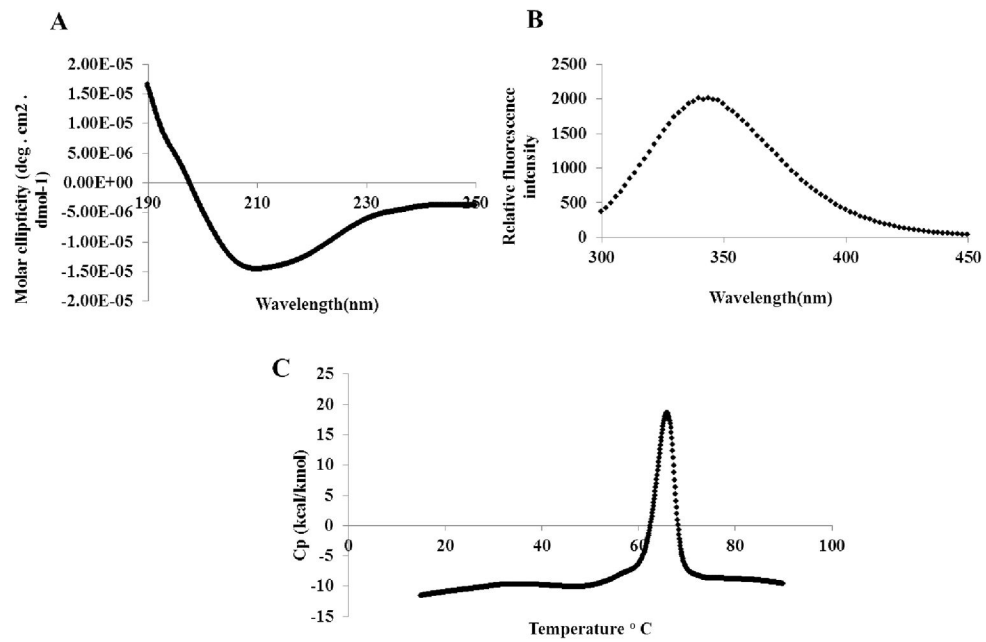 A
2.00E-05
1.50E-05
1.00E-05
5.00E-06
0.00E+00
-5.00E-06
-1.00E-05
-1.50E-05
-2.00E-05
190
210
230
250
Molar ellipticity (deg . cm2 .
dmol-1)
Wavelength(nm)
B
2500
2000
1500
1000
500
0
300
350
400
450
Relative fluorescence
intensity
Wavelength(nm)
C
25
20
15
10
5
0
-5
-10
-15
0
20
40
60
80
100
Cp (kcal/kmol)
Temperature ° C